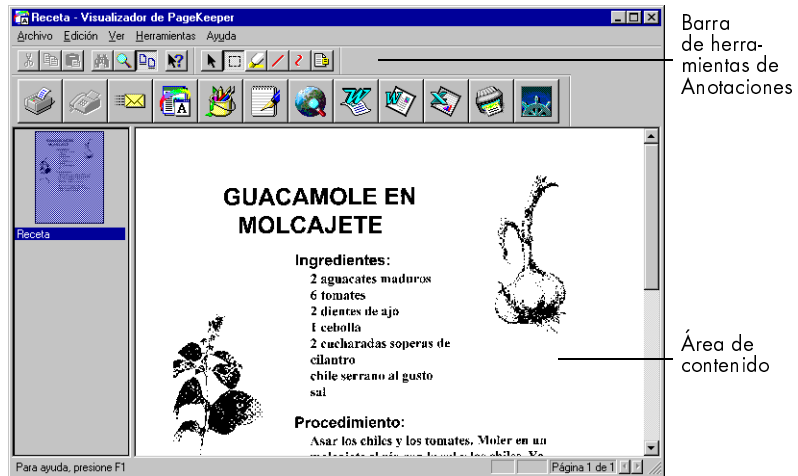 Receta - Visualizador de PageKeeper
Archivo Edición Ver Herramientas Ayuda
Barra
de herra-
mientas de
Anotaciones
GUACAMOLE EN
MOLCAJETE
Receta
Ingredientes:
2 aguacates maduros
6 tomates
2 dientes de ajo
1 cebolla
2 cucharadas soperas de
cilantro
chile serrano al gusto
sal
Área de
contenido
Procedimiento:
Asar los chiles y los tomates. Moler en un
Para ayuda, presione F1
Página 1 de 1